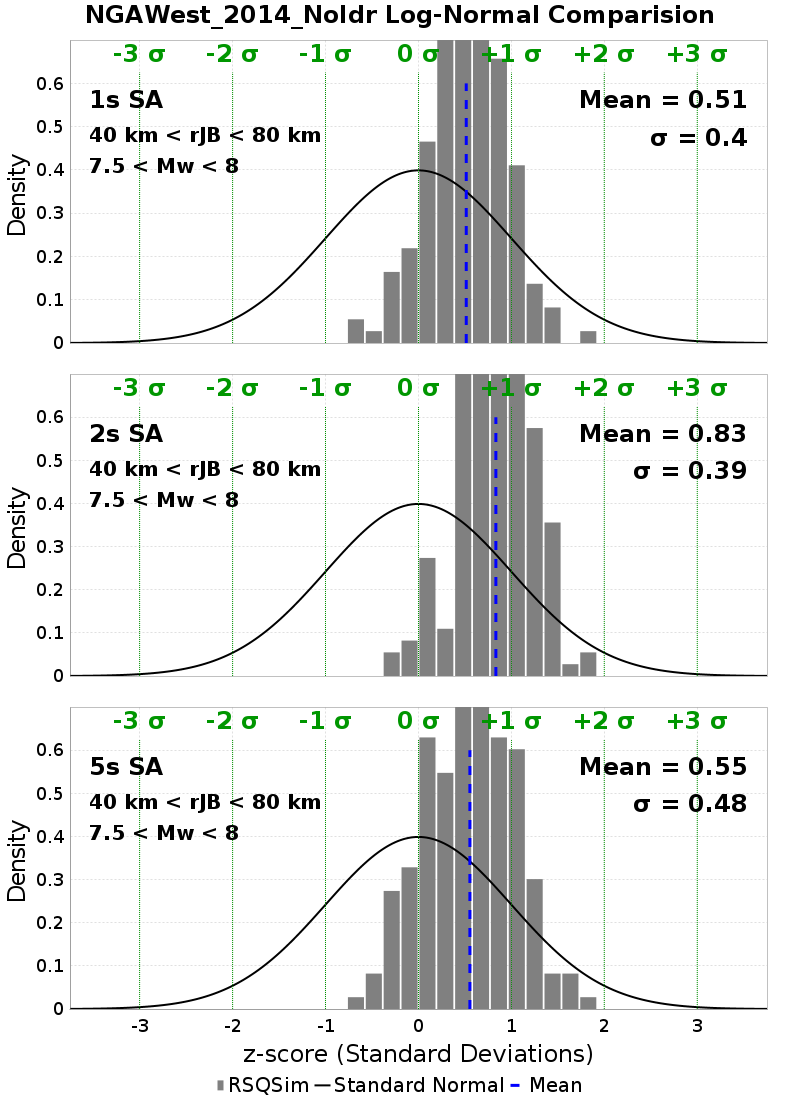 NGAWest_2014_NoIdr Log-Normal Comparision
-3 σ -2 σ -1 σ 0 σ +1 σ +2 σ +3 σ
1s SA
Mean = 0.51
40 km < rJB < 80 km
σ = 0.4
7.5 < Mw < 8
Density
0.6
0.5
0.4
0.3
0.2
0.1
0
-3 σ -2 σ -1 σ 0 σ +1 σ +2 σ +3 σ
2s SA
Mean = 0.83
40 km < rJB < 80 km
σ = 0.39
7.5 < Mw < 8
Density
0.6
0.5
0.4
0.3
0.2
0.1
0
-3 σ -2 σ -1 σ 0 σ +1 σ +2 σ +3 σ
5s SA
Mean = 0.55
40 km < rJB < 80 km
σ = 0.48
7.5 < Mw < 8
Density
0.6
0.5
0.4
0.3
0.2
0.1
0
-3 -2 -1 0 1 2 3
z-score (Standard Deviations)
RSQSim Standard Normal Mean